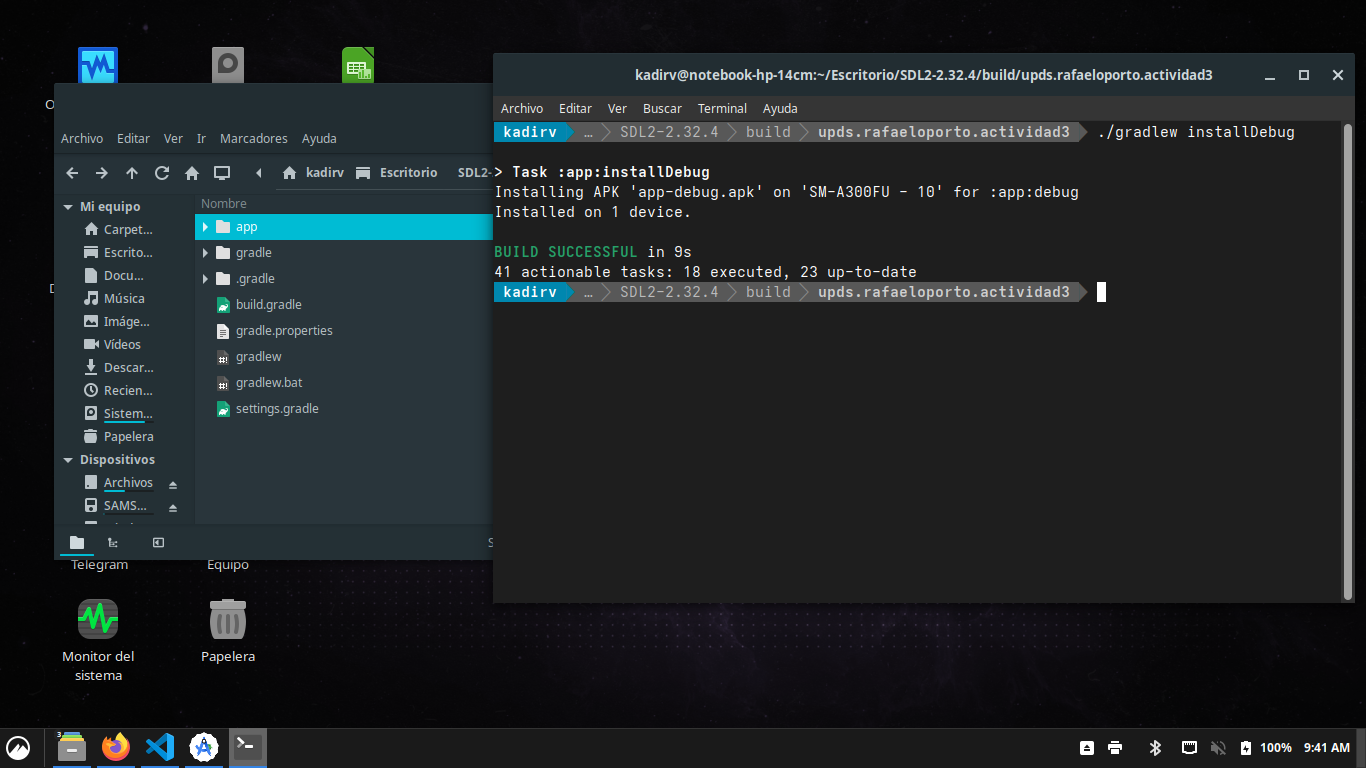 kadirv@notebook-hp-14cm:~/Escritorio/SDL2-2.32.4/build/upds.rafaeloporto.actividad3
Archivo Editar Ver Buscar Terminal Ayuda
kadirv … SDL2-2.32.4 build upds.rafaeloporto.actividad3 ./gradlew installDebug
> Task :app:installDebug
Installing APK 'app-debug.apk' on 'SM-A300FU - 10' for :app:debug
Installed on 1 device.
BUILD SUCCESSFUL in 9s
41 actionable tasks: 18 executed, 23 up-to-date
kadirv … SDL2-2.32.4 build upds.rafaeloporto.actividad3
Archivo Editar Ver Ir Marcadores Ayuda
kadirv Escritorio SDL2-
Mi equipo
Carpet...
Escrito...
Docu...
Música
Imáge...
Vídeos
Descar...
Recien...
Sistem...
Papelera
Dispositivos
Archivos
SAMS...
Nombre
app
gradle
.gradle
build.gradle
gradle.properties
gradlew
gradlew.bat
settings.gradle
Telegram
Equipo
Monitor del
sistema
Papelera
3
100% 9:41 AM